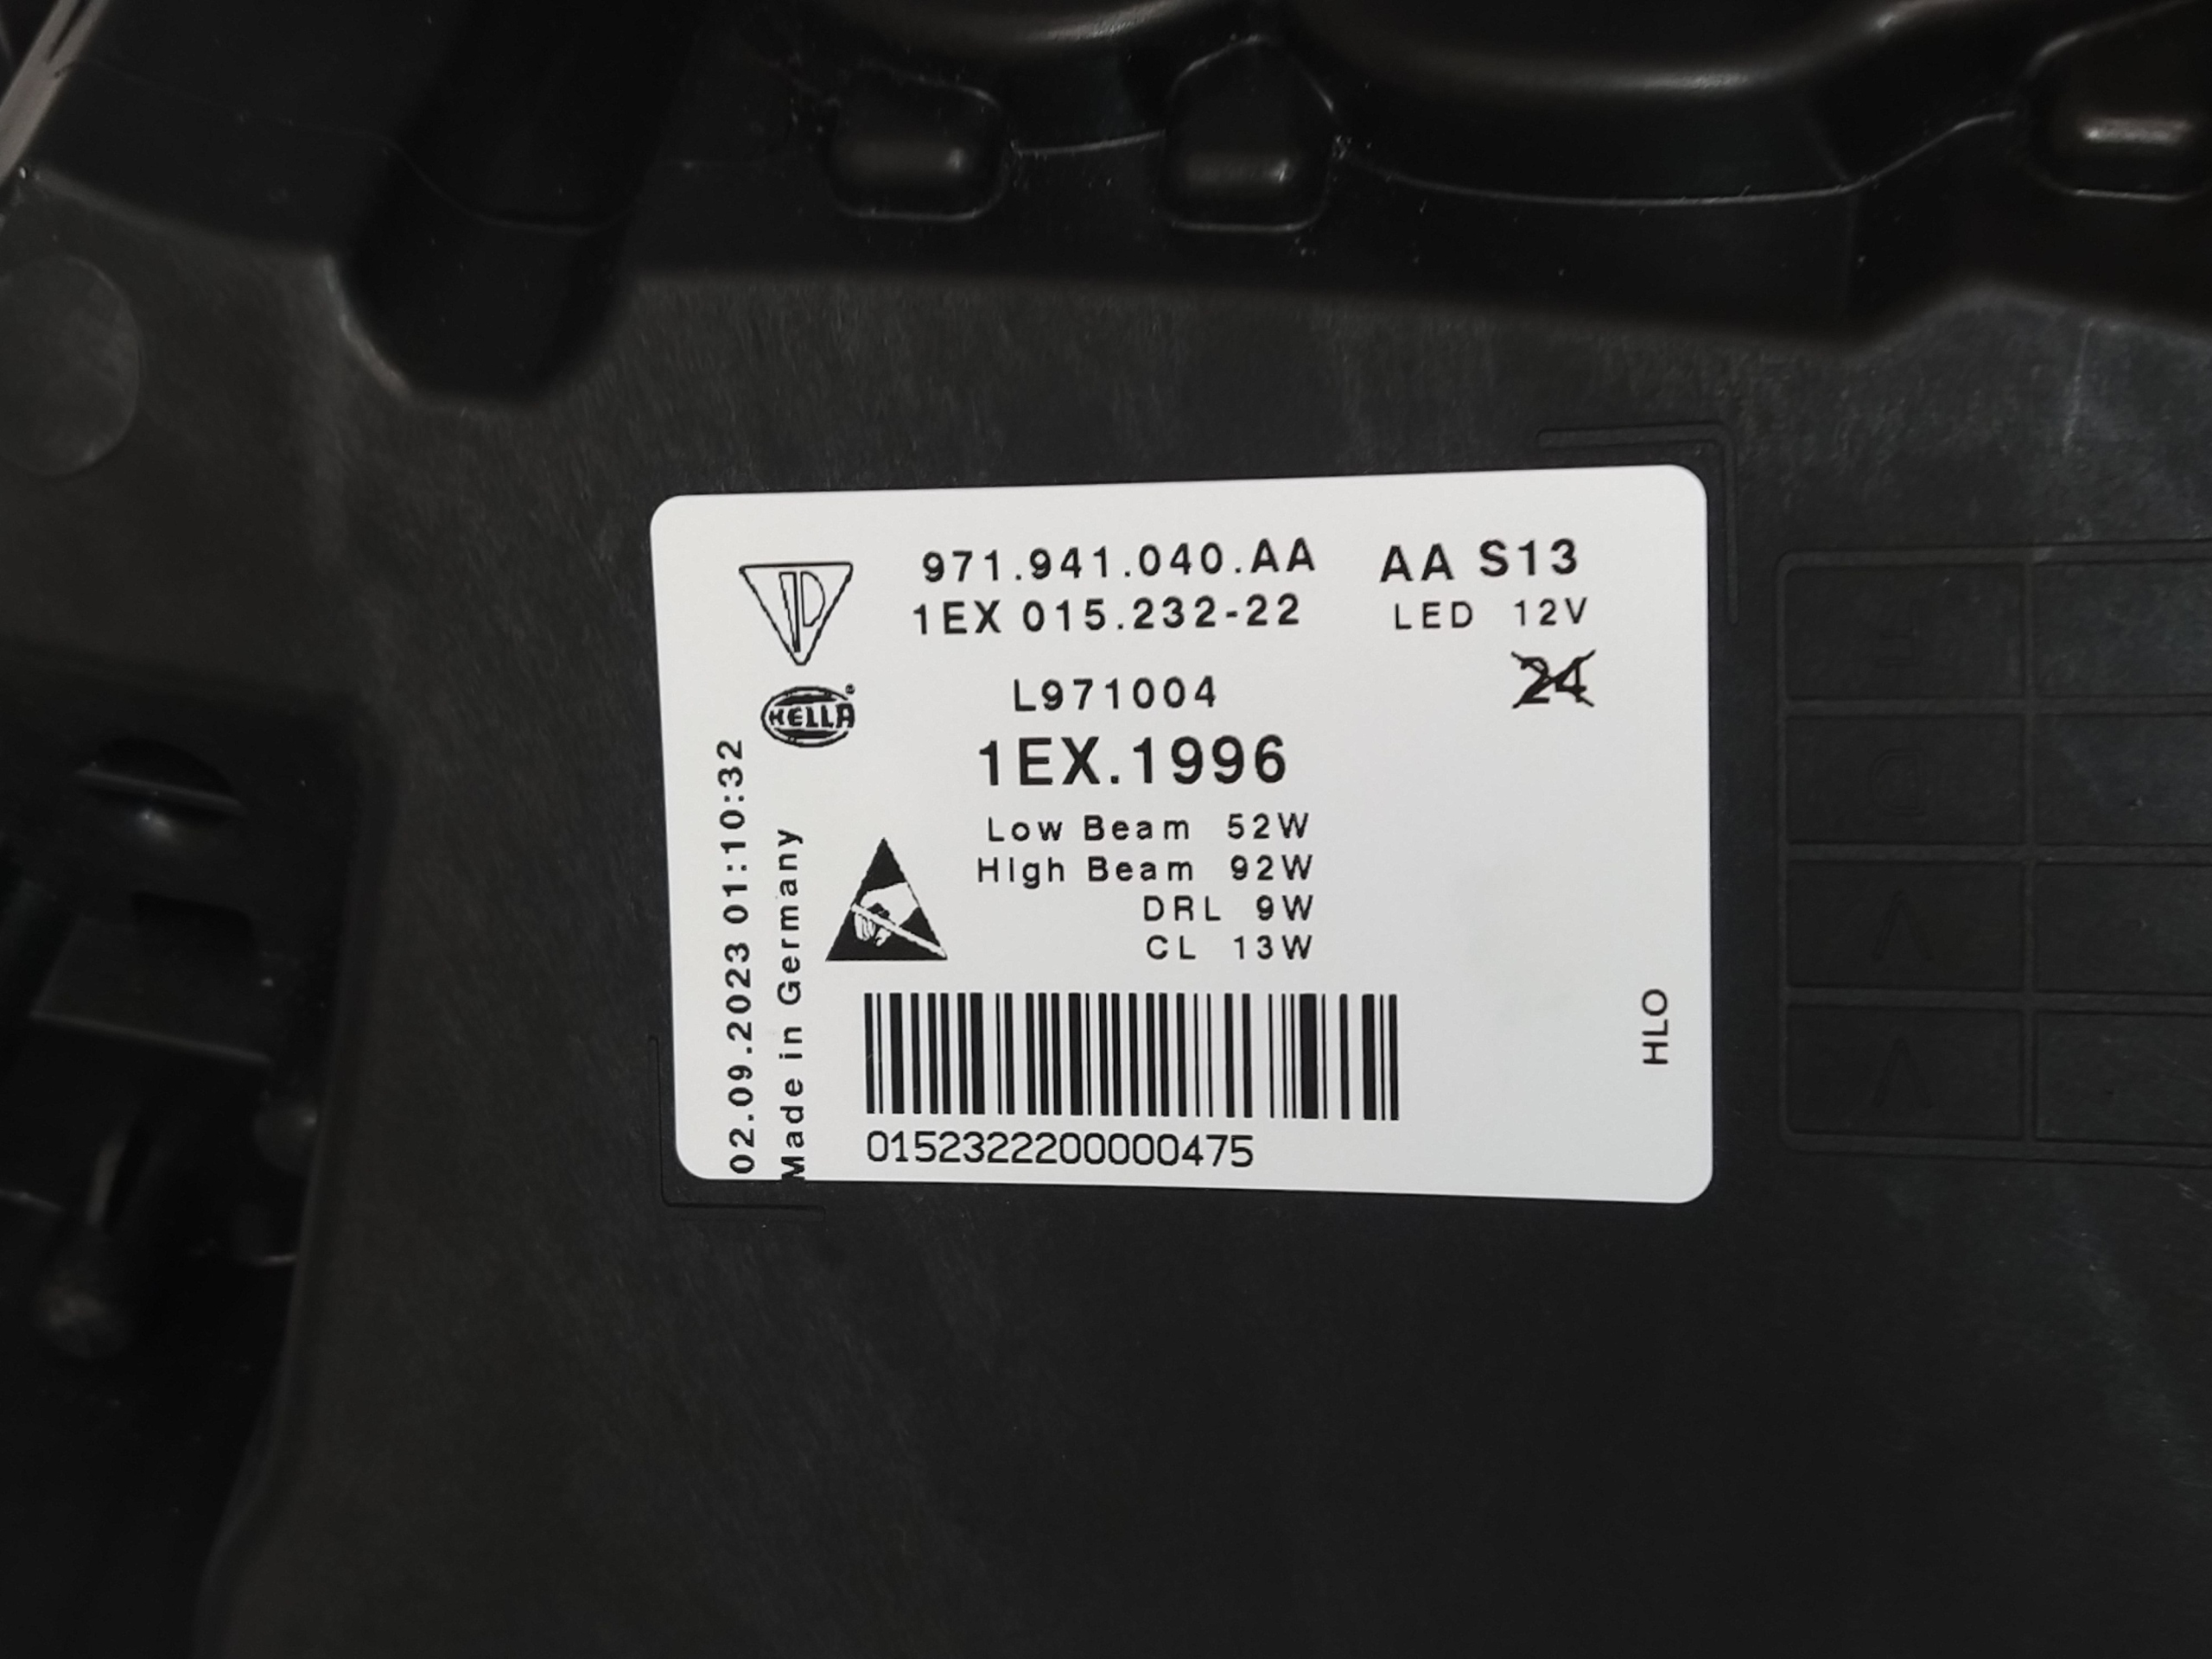 971.941.040.AA AA S13
1EX 015.232-22 LED 12V
24
L971004
HELLA
1EX.1996
Low Beam 52W
High Beam 92W
DRL 9W
CL 13W
02.09.2023 01:10:32
Made in Germany
0152322200000475
HLO